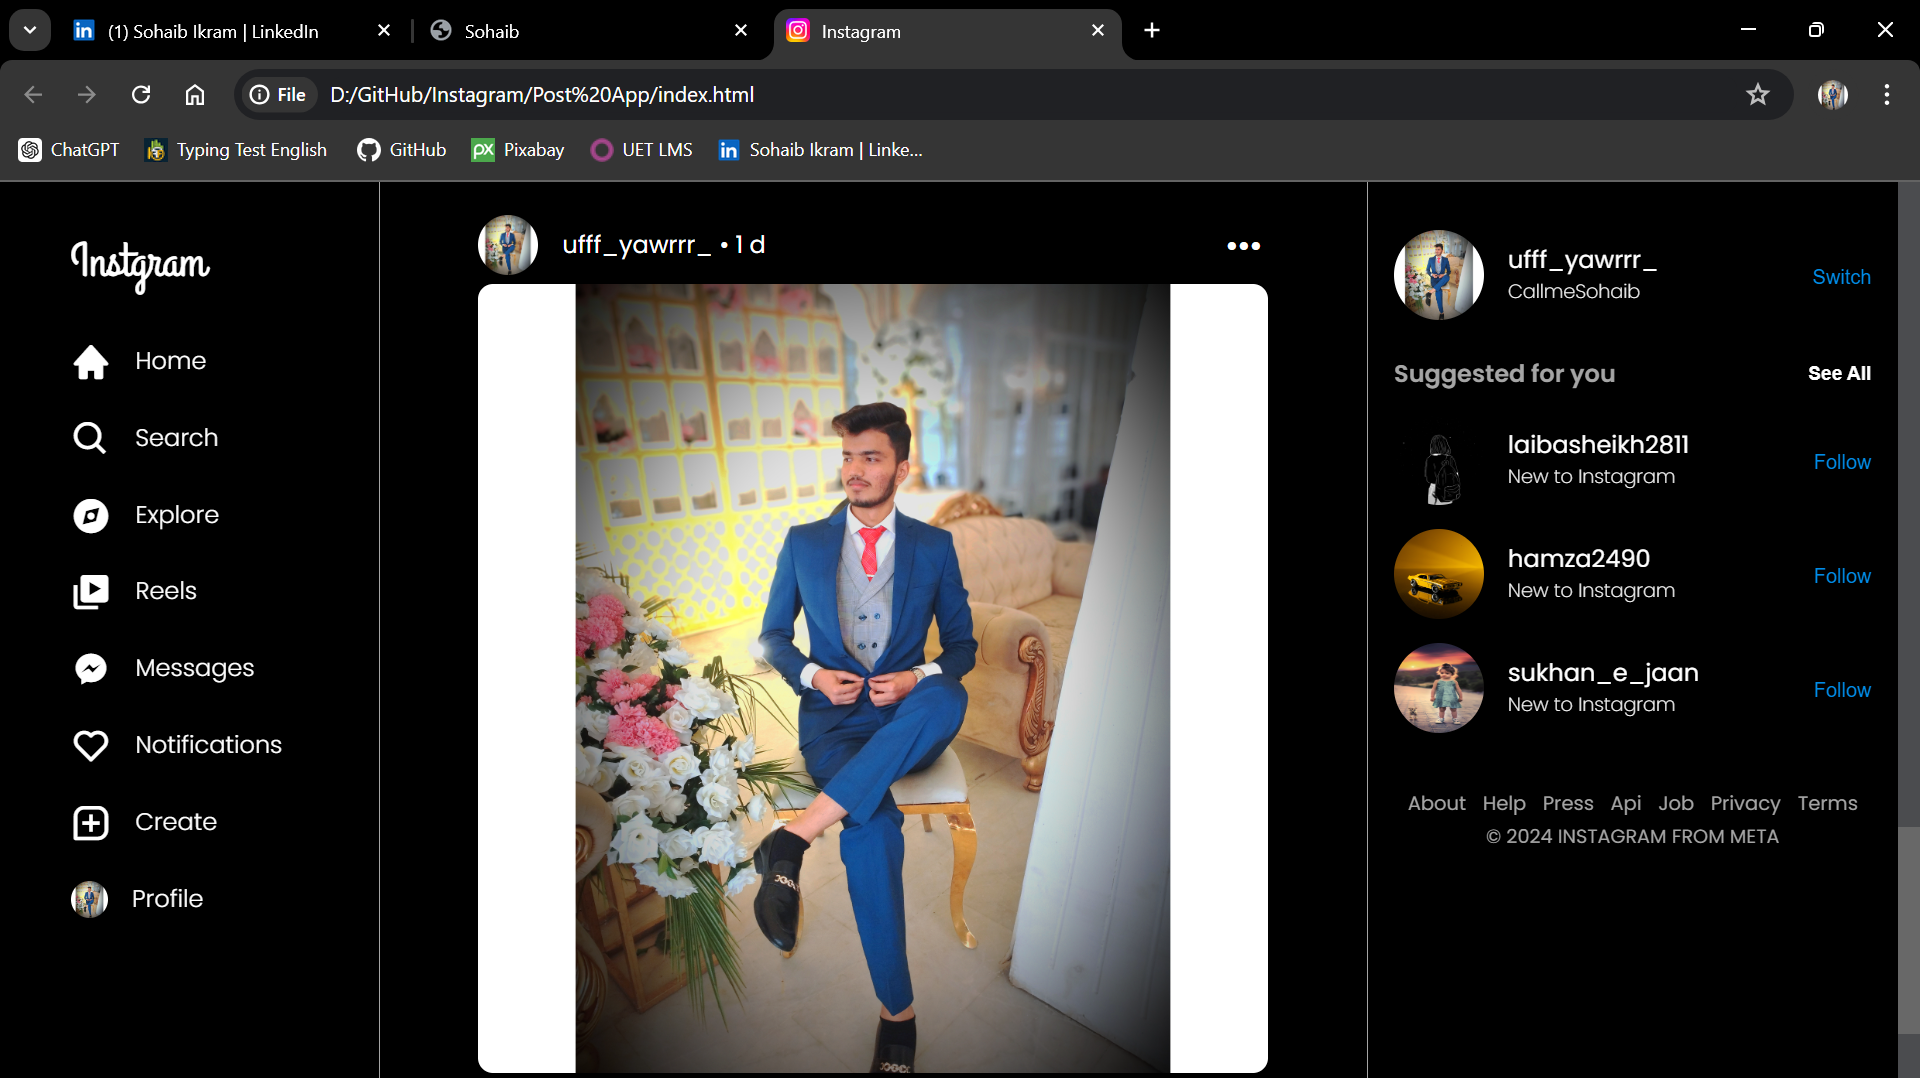 (1) Sohaib Ikram | LinkedIn
Sohaib
Instagram
File
D:/GitHub/Instagram/Post%20App/index.html
ChatGPT
Typing Test English
GitHub
Pixabay
UET LMS
Sohaib Ikram | Linke...
Instgram
Home
Search
Explore
Reels
Messages
Notifications
Create
Profile
ufff_yawrrr_ • 1 d
ufff_yawrrr_
CallmeSohaib
Switch
Suggested for you
See All
laibasheikh2811
New to Instagram
Follow
hamza2490
New to Instagram
Follow
sukhan_e_jaan
New to Instagram
Follow
About Help Press Api Job Privacy Terms
© 2024 INSTAGRAM FROM META